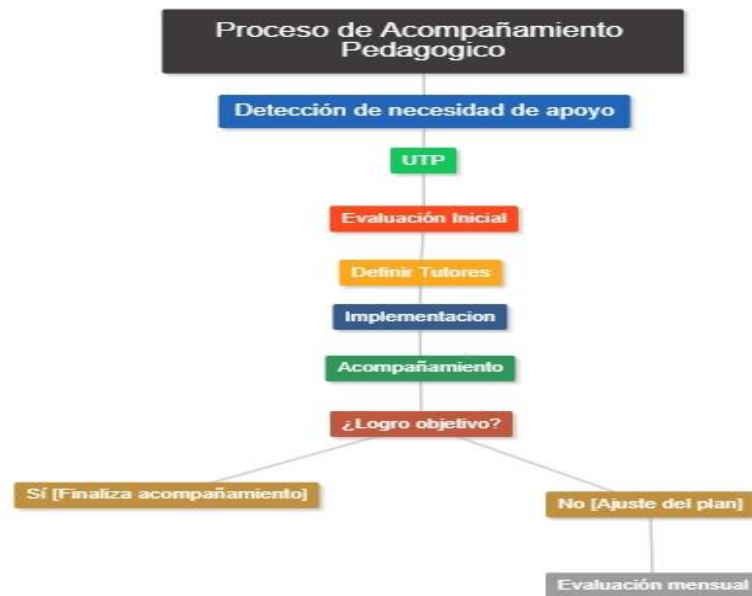 Proceso de Acompañamiento
Pedagogico
Detección de necesidad de apoyo
UTP
Evaluación Inicial
Definir Tutores
Implementacion
Acompañamiento
¿Logro objetivo?
Sí [Finaliza acompañamiento]
No [Ajuste del plan]
Evaluación mensual